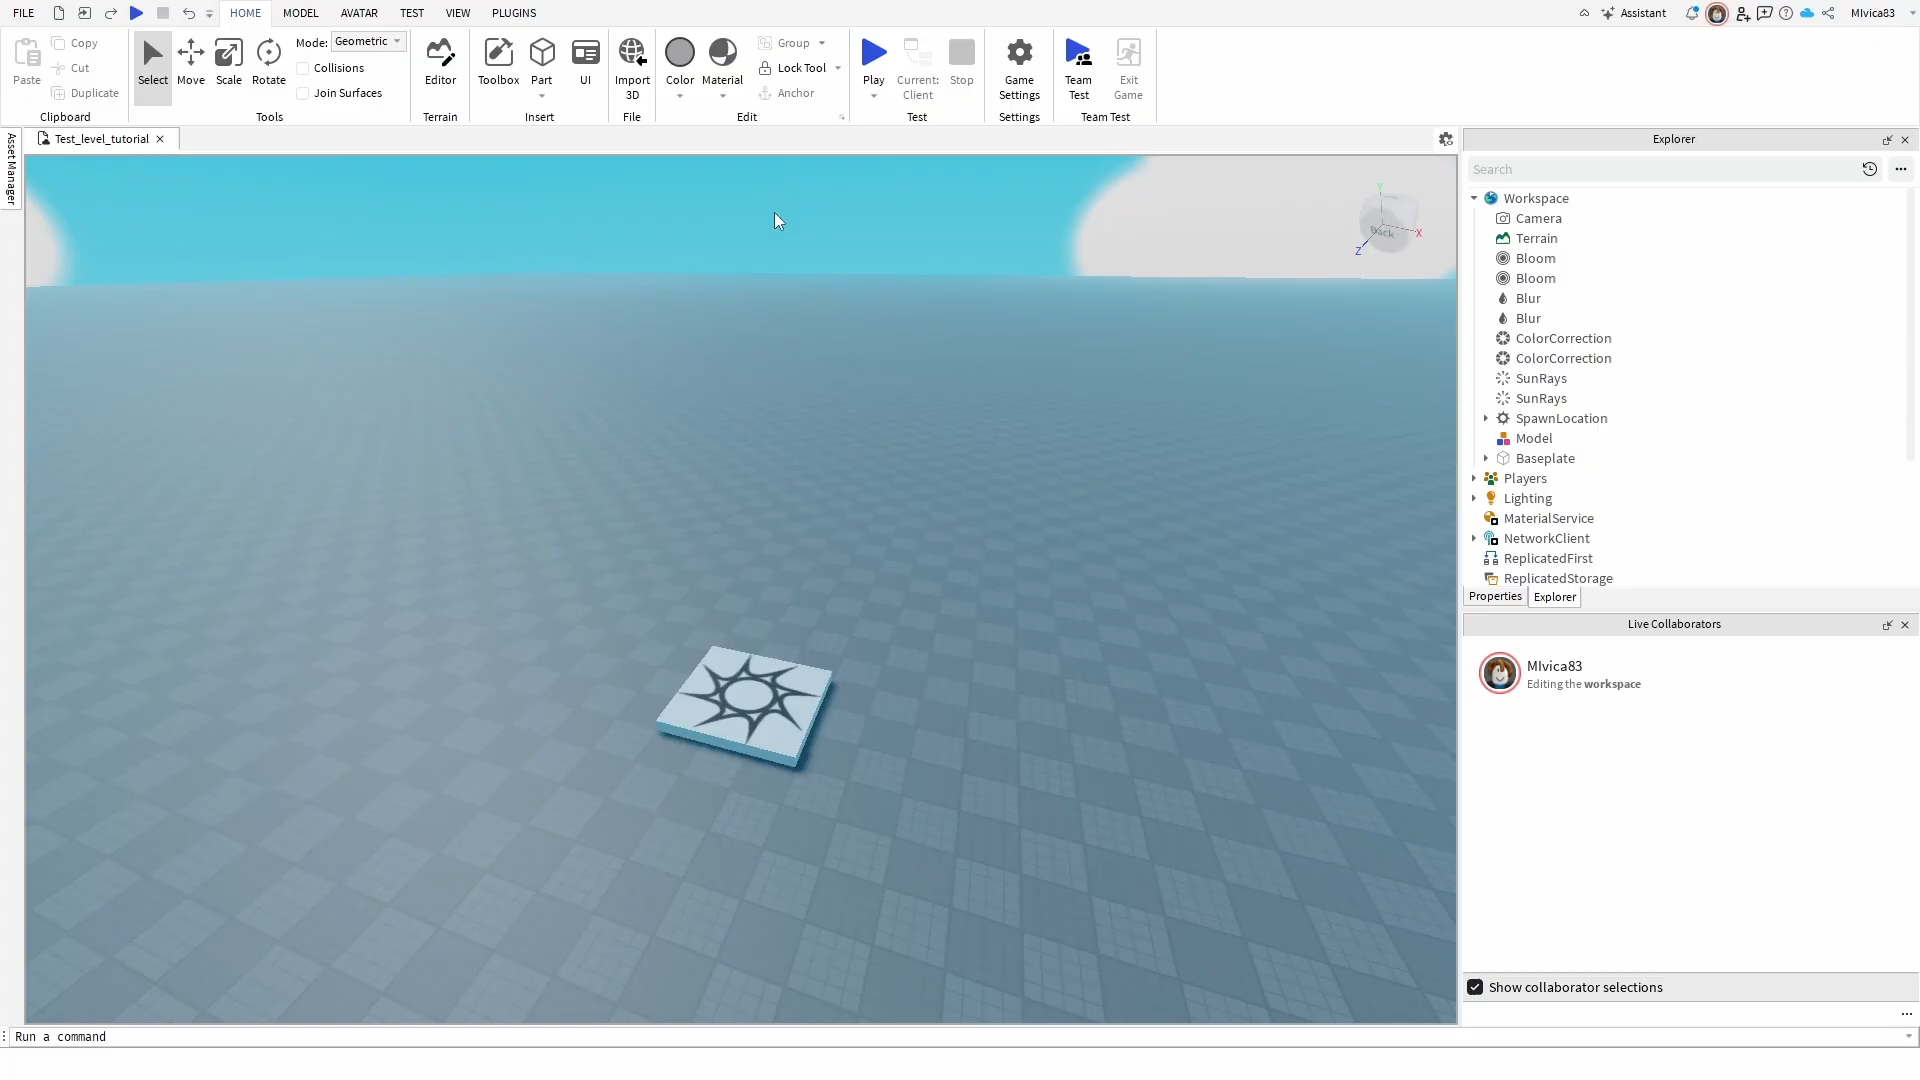 FILE HOME MODEL AVATAR TEST VIEW PLUGINS Assistant MIvica83
Paste
Copy
Cut
Duplicate
Clipboard
Select Move Scale Rotate
Mode: Geometric
Collisions
Join Surfaces
Tools
Editor
Terrain
Toolbox Part UI
Insert
Import
3D
File
Color Material
Group
Lock Tool
Anchor
Edit
Play
Current:
Client
Stop
Test
Game
Settings
Settings
Team
Test
Exit
Game
Team Test
Asset Manager
Test_level_tutorial
Y
Back
X
Z
Explorer
Search
Workspace
Camera
Terrain
Bloom
Bloom
Blur
Blur
ColorCorrection
ColorCorrection
SunRays
SunRays
SpawnLocation
Model
Baseplate
Players
Lighting
MaterialService
NetworkClient
ReplicatedFirst
ReplicatedStorage
Properties Explorer
Live Collaborators
MIvica83
Editing the workspace
Show collaborator selections
Run a command